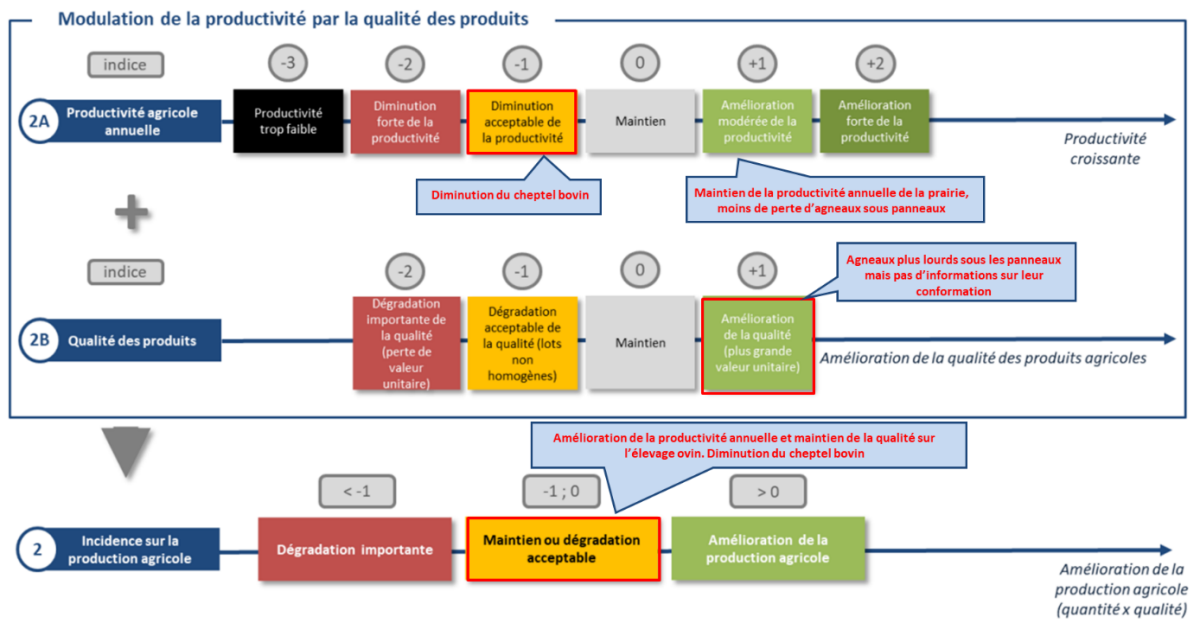 Modulation de la productivité par la qualité des produits
indice
-3
-2
-1
0
+1
+2
2A
Productivité agricole
annuelle
Productivité
trop faible
Diminution
forte de la
productivité
Diminution
acceptable de
la productivité
Maintien
Amélioration
modérée de la
productivité
Amélioration
forte de la
productivité
Productivité
croissante
Diminution du cheptel bovin
Maintien de la productivité annuelle de la prairie,
moins de perte d'agneaux sous panneaux
+
indice
-2
-1
0
+1
Agneaux plus lourds sous les panneaux
mais pas d'informations sur leur
conformation
2B
Qualité des produits
Dégradation
importante de
la qualité
(perte de
valeur
unitaire)
Dégradation
acceptable de
la qualité (lots
non
homogènes)
Maintien
Amélioration
de la qualité
(plus grande
valeur unitaire)
Amélioration de la qualité des produits agricoles
Amélioration de la productivité annuelle et maintien de la qualité sur
l'élevage ovin. Diminution du cheptel bovin
< -1
-1 ; 0
> 0
2
Incidence sur la
production agricole
Dégradation importante
Maintien ou dégradation
acceptable
Amélioration de la
production agricole
Amélioration de la
production agricole
(quantité x qualité)